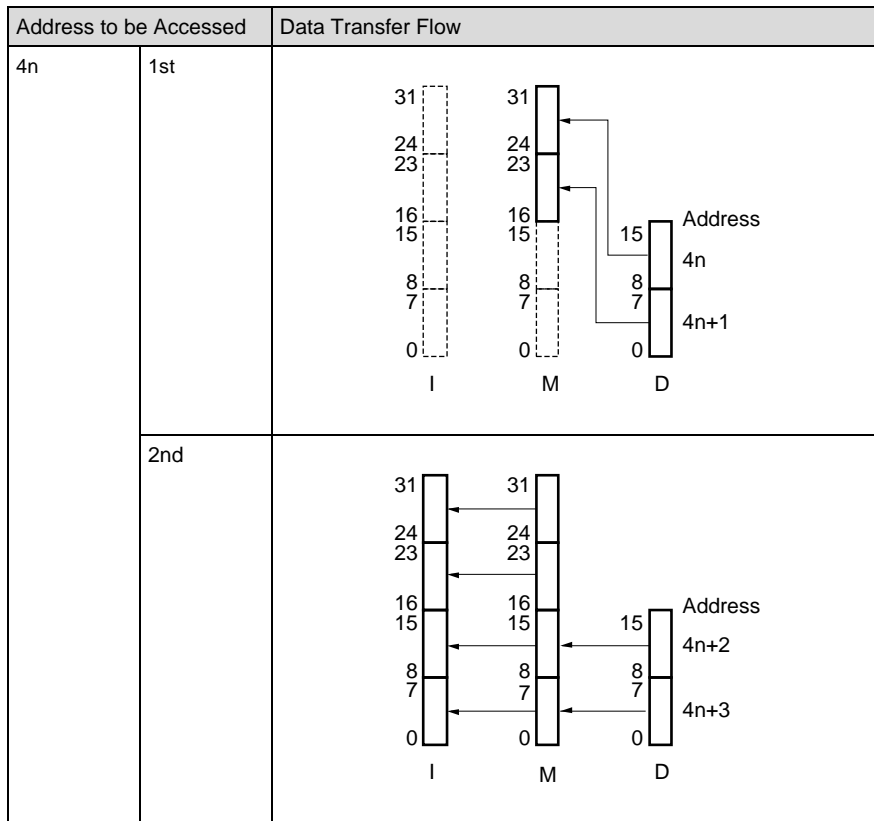 Address to be Accessed Data Transfer Flow
4n 1st
31 31
24 24
23 23
16 16 Address
15 15 15
4n
8 8 8
7 7 7
4n+1
0 0 0
I M D
2nd
31 31
24 24
23 23
16 16 Address
15 15 15
4n+2
8 8 8
7 7 7
4n+3
0 0 0
I M D